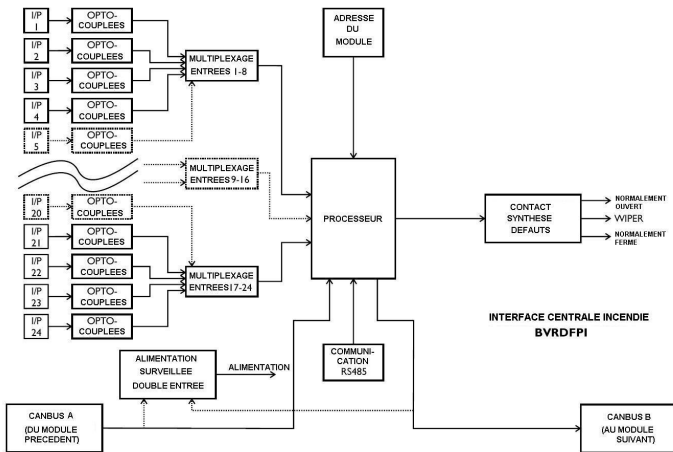 I/P
1
OPTO-
COUPLEES
I/P
2
OPTO-
COUPLEES
I/P
3
OPTO-
COUPLEES
I/P
4
OPTO-
COUPLEES
I/P
5
OPTO-
COUPLEES
MULTIPLEXAGE
ENTREES 1-8
ADRESSE
DU
MODULE
MULTIPLEXAGE
ENTREES 9-16
I/P
20
OPTO-
COUPLEES
I/P
21
OPTO-
COUPLEES
I/P
22
OPTO-
COUPLEES
I/P
23
OPTO-
COUPLEES
I/P
24
OPTO-
COUPLEES
MULTIPLEXAGE
ENTREES 17-24
PROCESSEUR
CONTACT
SYNTHESE
DEFAUTS
NORMALEMENT
OUVERT
WIPER
NORMALEMENT
FERME
INTERFACE CENTRALE INCENDIE
BVRDFPI
COMMUNI-
CATION
RS485
ALIMENTATION
SURVEILLEE
DOUBLE ENTREE
ALIMENTATION
CANBUS A
(DU MODULE
PRECEDENT)
CANBUS B
(AU MODULE
SUIVANT)